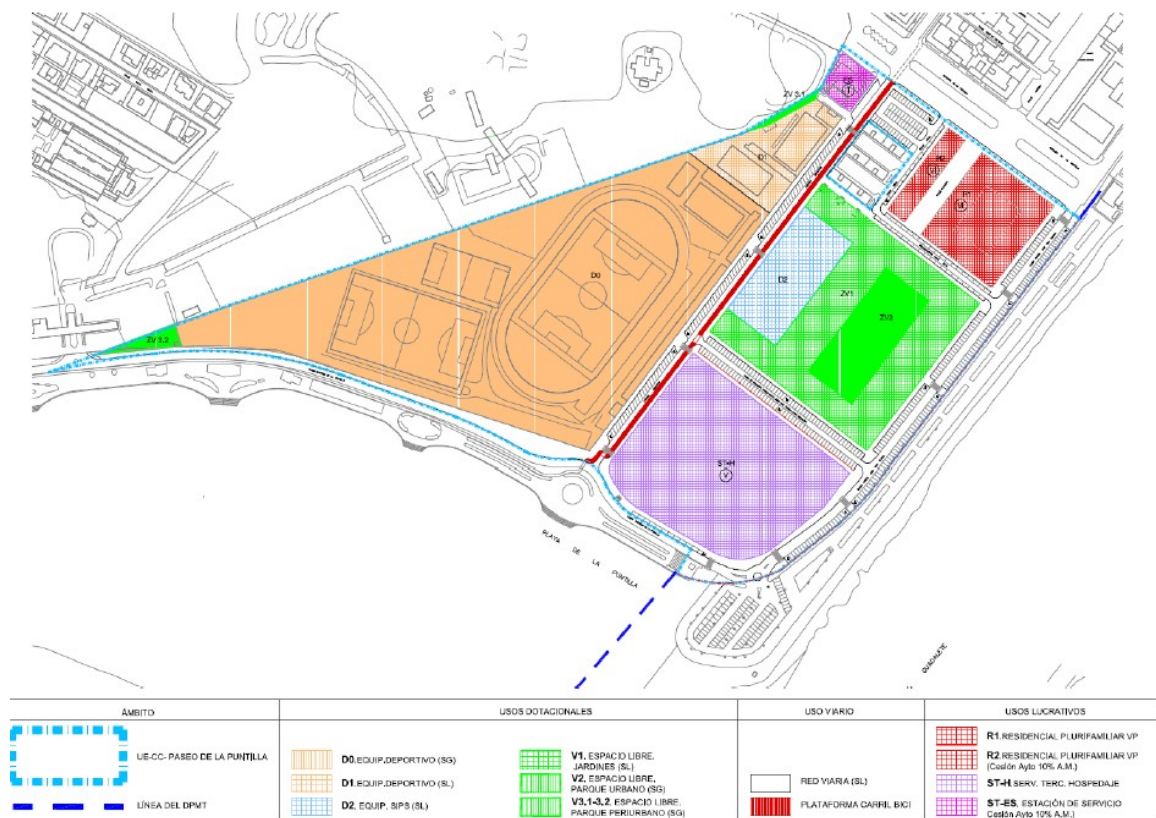 ZV 3.1
D1
D0
D2
ZV1
ZV2
ZV 3.2
ST-H
PLAYA DE LA PUNTILLA
GUADALETE
ÁMBITO
UE-CC- PASEO DE LA PUNTILLA
LÍNEA DEL DPMT
USOS DOTACIONALES
D0.EQUIP.DEPORTIVO (SG)
D1.EQUIP.DEPORTIVO (SL)
D2, EQUIP. SIPS (SL)
V1, ESPACIO LIBRE.
JARDINES (SL)
V2, ESPACIO LIBRE,
PARQUE URBANO (SG)
V3,1-3,2, ESPACIO LIBRE.
PARQUE PERIURBANO (SG)
USO VIARIO
RED VIARIA (SL)
PLATAFORMA CARRIL BICI
USOS LUCRATIVOS
R1.RESIDENCIAL PLURIFAMILIAR VP
R2.RESIDENCIAL PLURIFAMILIAR VP
(Cesión Ayto 10% A.M.)
ST-H.SERV. TERC. HOSPEDAJE
ST-ES, ESTACIÓN DE SERVICIO
Cesión Ayto 10% A.M.)